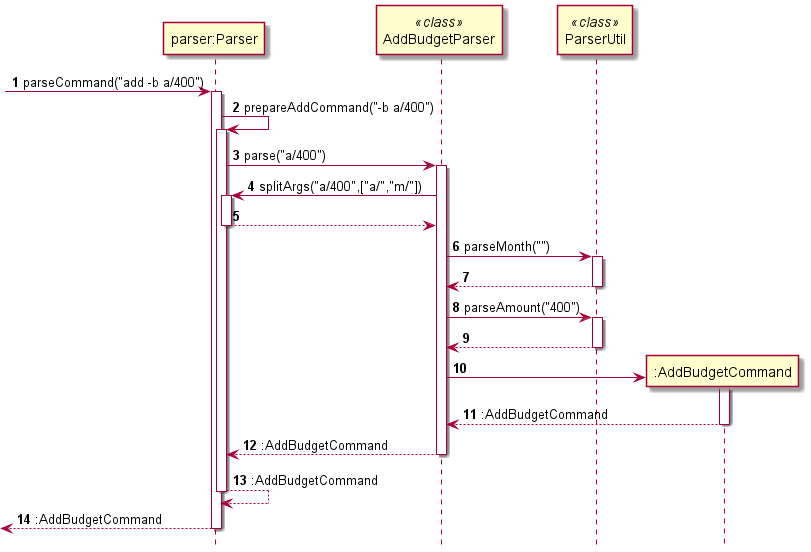 «class»
«class»
parser:Parser
AddBudgetParser
ParserUtil
1 parseCommand("add -b a/400")
2 prepareAddCommand("-b a/400")
3 parse("a/400")
4 splitArgs("a/400",["a/","m/"])
5
6 parseMonth("")
7
8 parseAmount("400")
9
10
:AddBudgetCommand
11 :AddBudgetCommand
12 :AddBudgetCommand
13 :AddBudgetCommand
14 :AddBudgetCommand